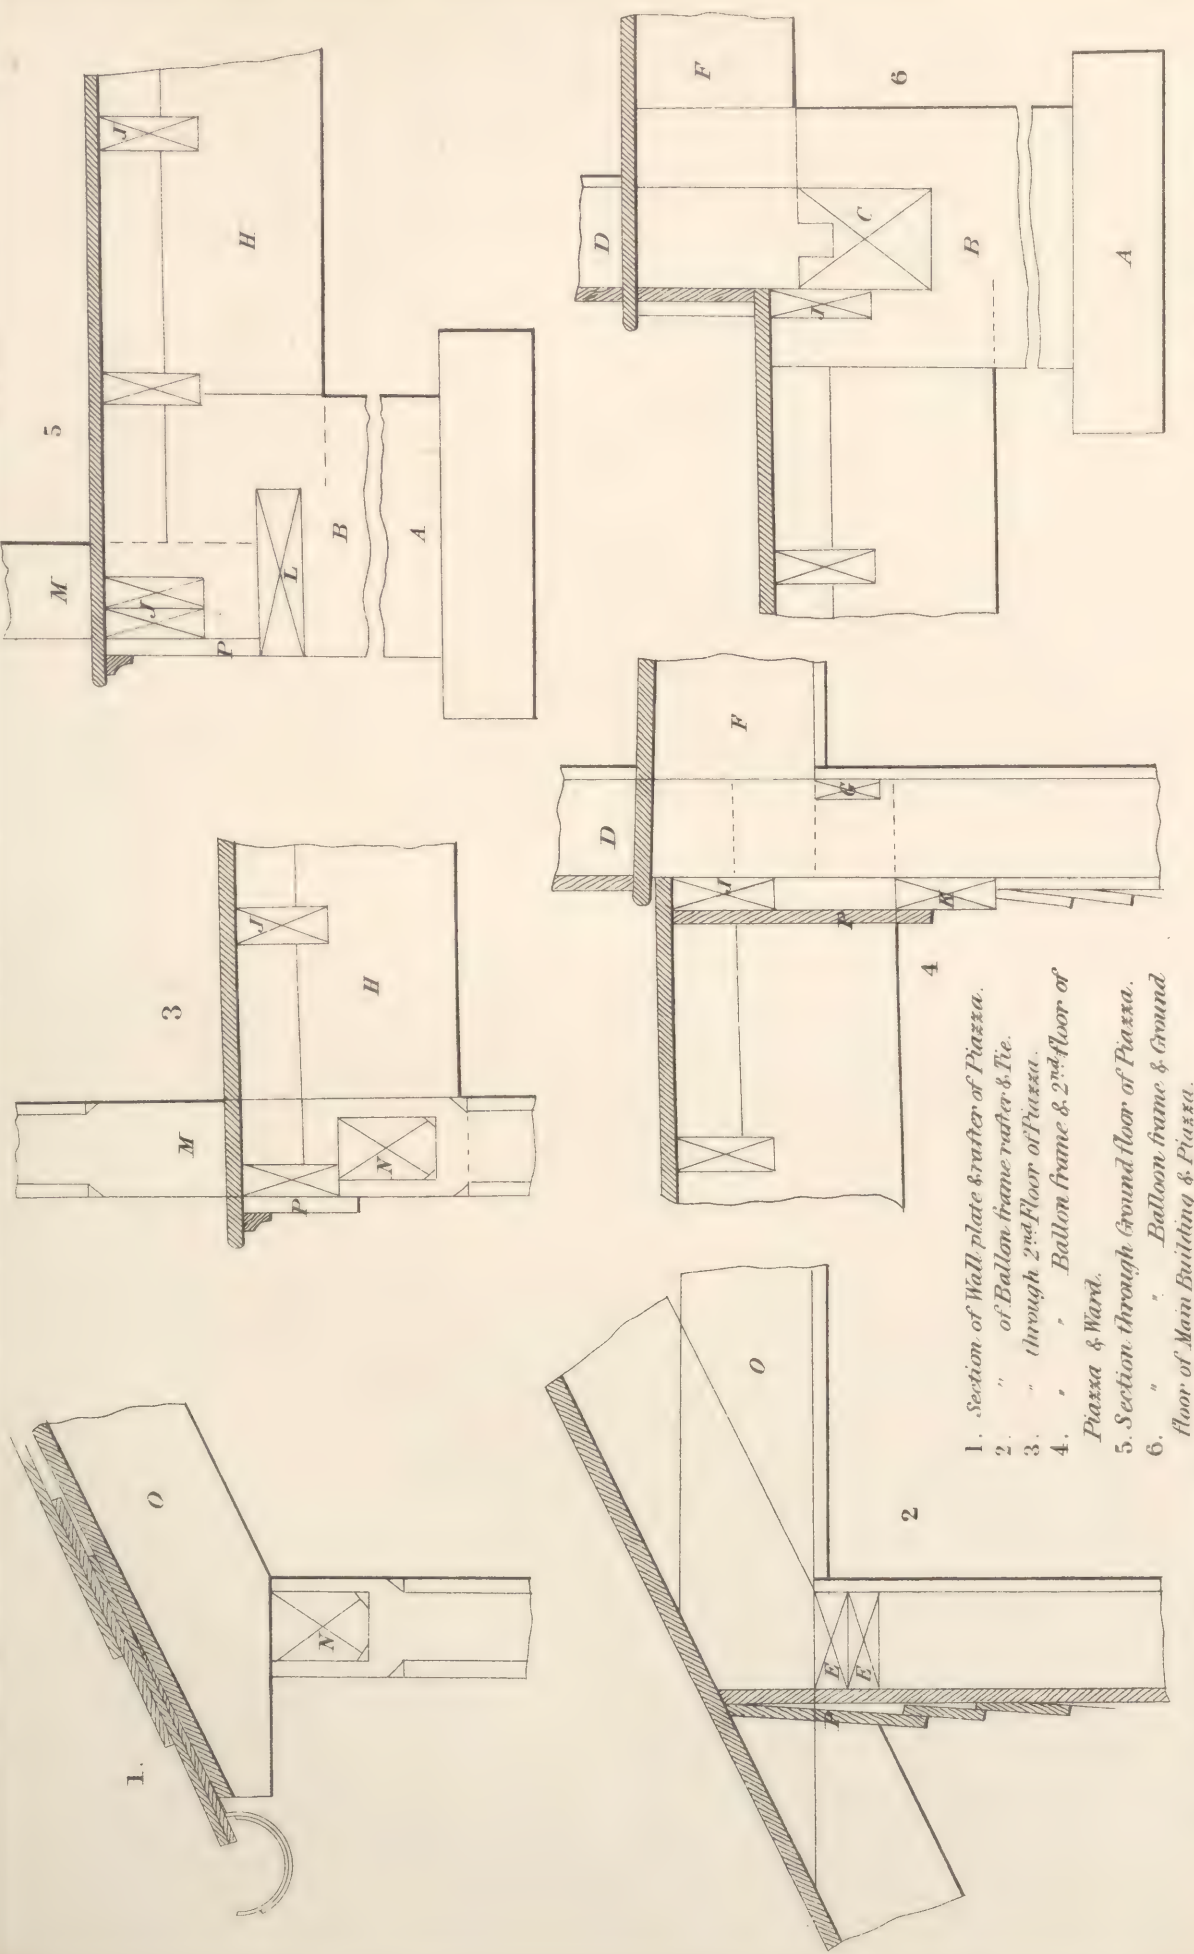 1.
O
N
3
M
J
H
N
P
5
M
J
J
H
P
L
B
A
2
O
E
E
P
1. Section of Wall plate & rafter of Piazza.
2. " of Ballon frame rafter & Tie.
3. " through 2nd Floor of Piazza.
4. " " Ballon frame & 2nd floor of
Piazza & Ward.
5. Section through Ground floor of Piazza.
6. " " Balloon frame & Ground
floor of Main Building & Piazza.
4
D
F
J
G
K
P
6
D
F
J
C
B
A